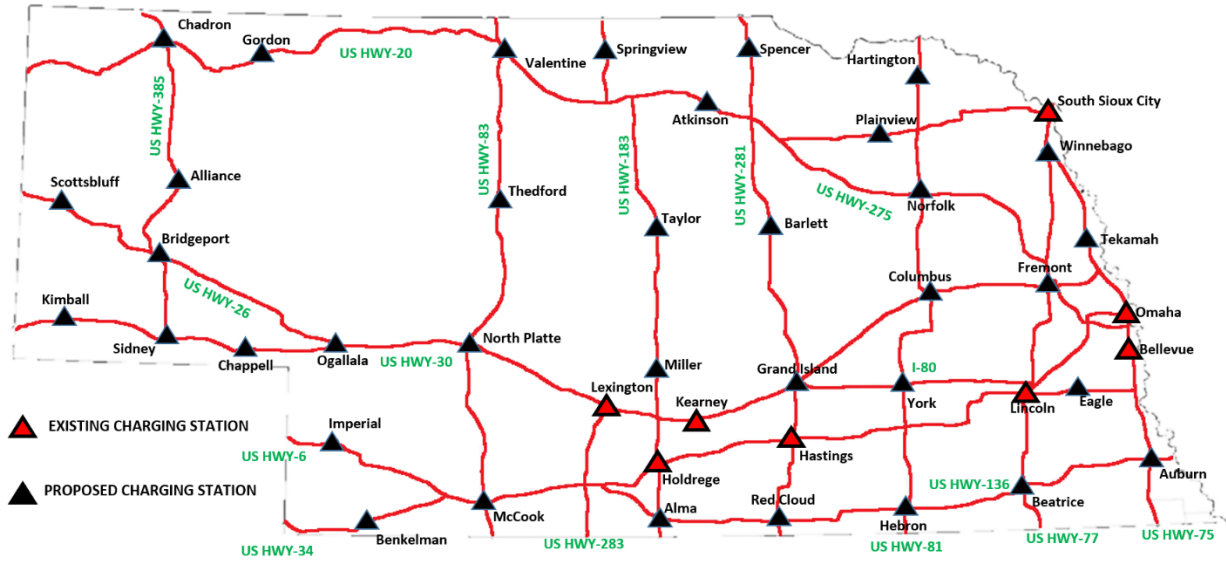 Chadron
Gordon
US HWY-20
Valentine
Springview
Spencer
Hartington
South Sioux City
US HWY-385
US HWY-83
US HWY-183
US HWY-281
Atkinson
Plainview
Winnebago
Scottsbluff
Alliance
Thedford
Taylor
Barlett
US HWY-275
Norfolk
Tekamah
Bridgeport
Columbus
Fremont
US HWY-26
Kimball
Omaha
Sidney
Chappell
Ogallala
US HWY-30
North Platte
Miller
Grand Island
I-80
Bellevue
Lexington
Kearney
York
Lincoln
Eagle
EXISTING CHARGING STATION
Imperial
US HWY-6
Holdrege
Hastings
Auburn
PROPOSED CHARGING STATION
McCook
Alma
Red Cloud
US HWY-136
Beatrice
Hebron
Benkelman
US HWY-34
US HWY-283
US HWY-81
US HWY-77
US HWY-75